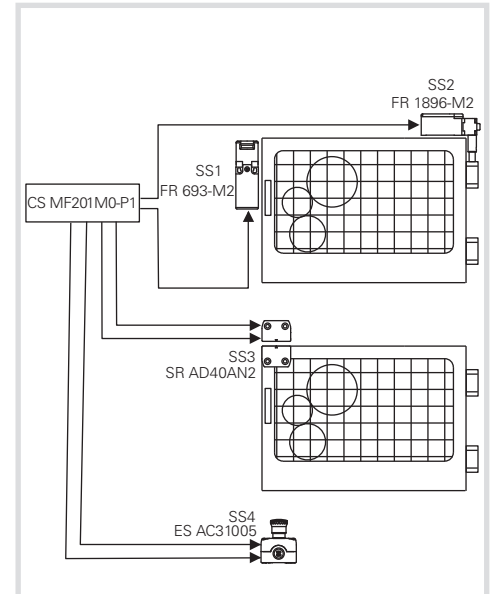 SS2
FR 1896-M2
SS1
FR 693-M2
CS MF201M0-P1
SS3
SR AD40AN2
SS4
ES AC31005